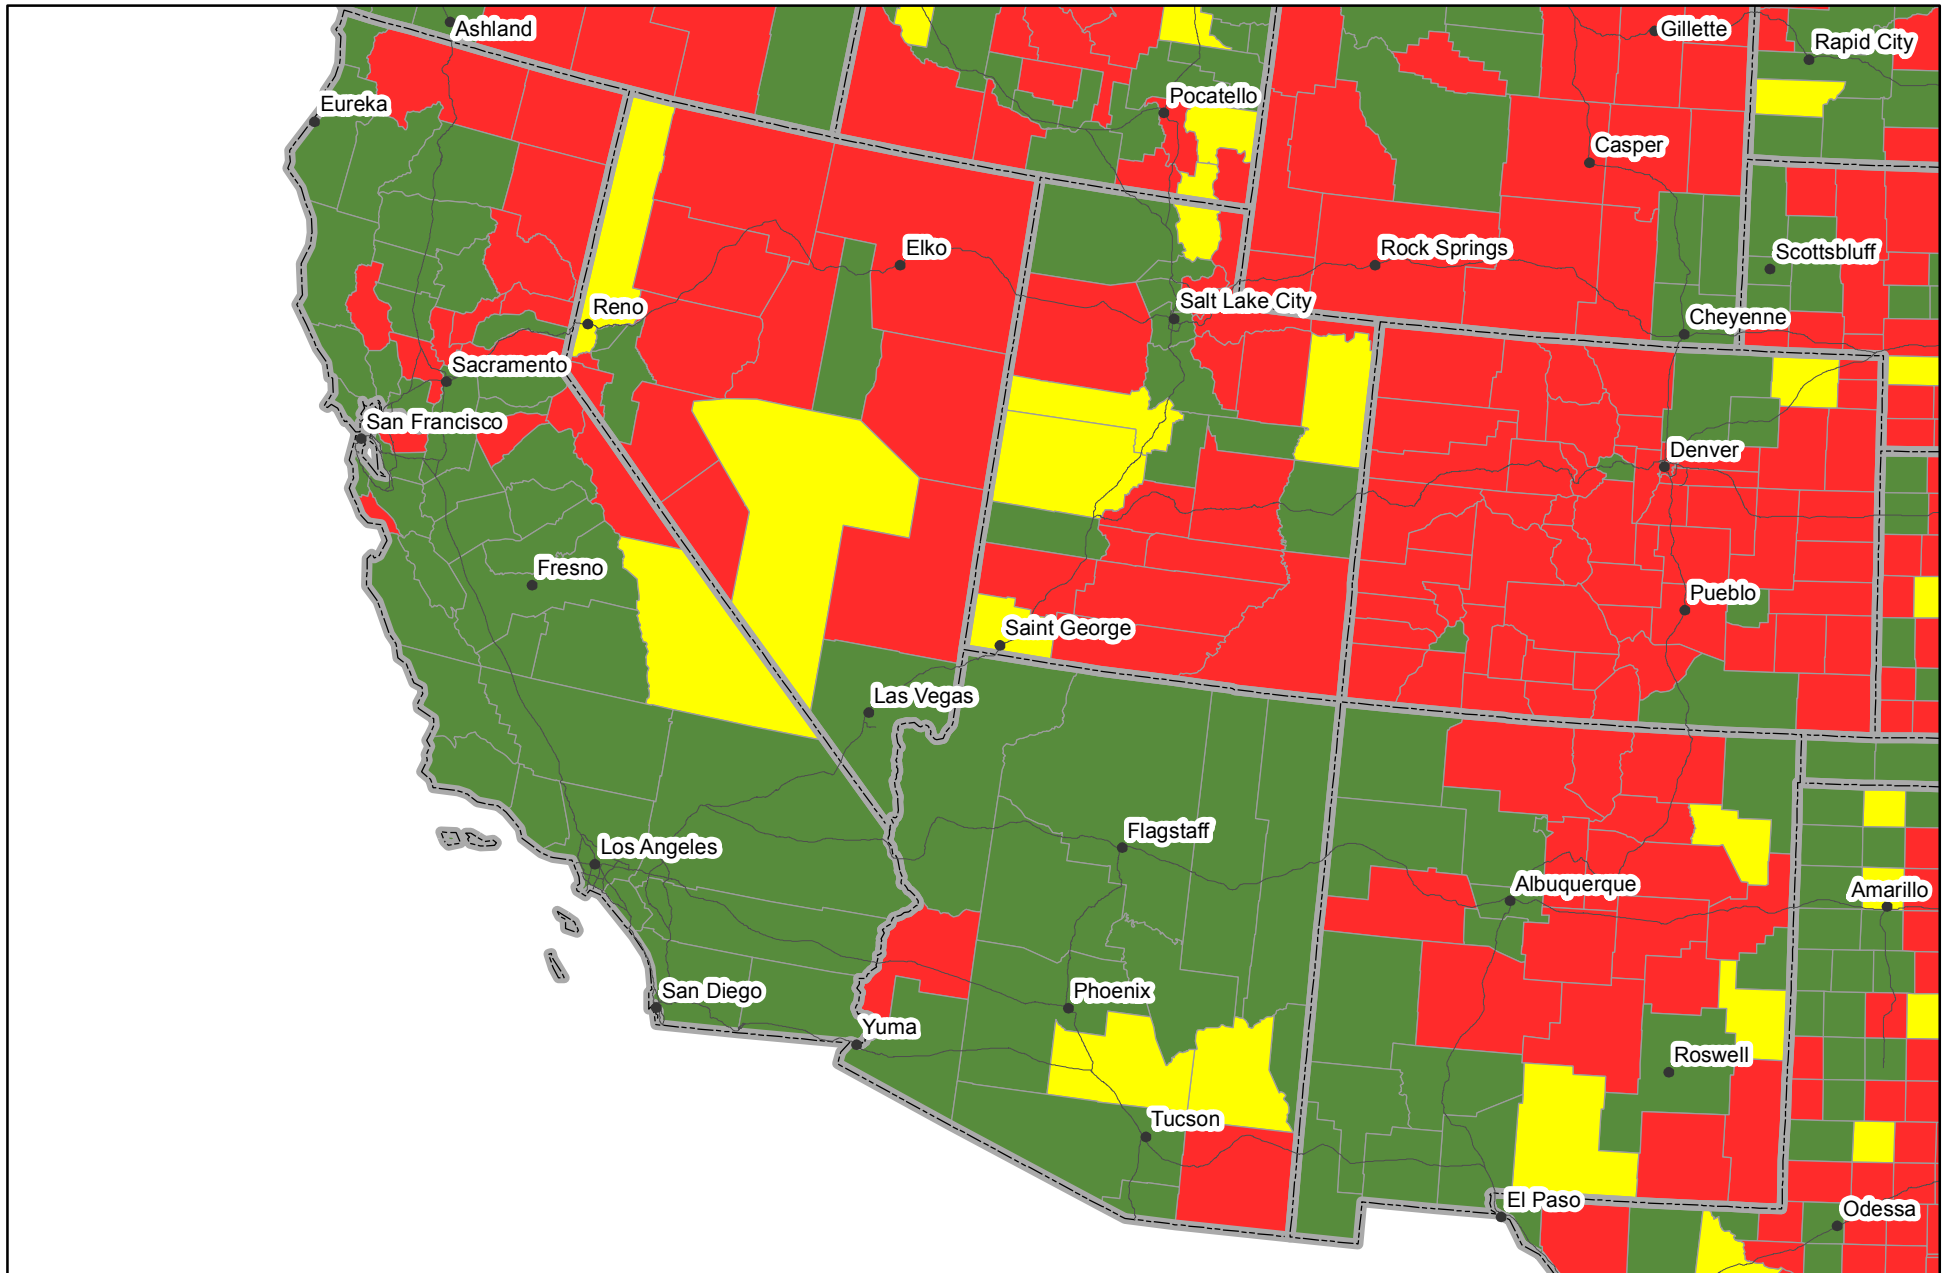 Ashland
Gillette
Rapid City
Eureka
Pocatello
Casper
Elko
Rock Springs
Scottsbluff
Reno
Salt Lake City
Cheyenne
Sacramento
San Francisco
Denver
Fresno
Pueblo
Saint George
Las Vegas
Flagstaff
Los Angeles
Albuquerque
Amarillo
San Diego
Phoenix
Yuma
Roswell
Tucson
El Paso
Odessa